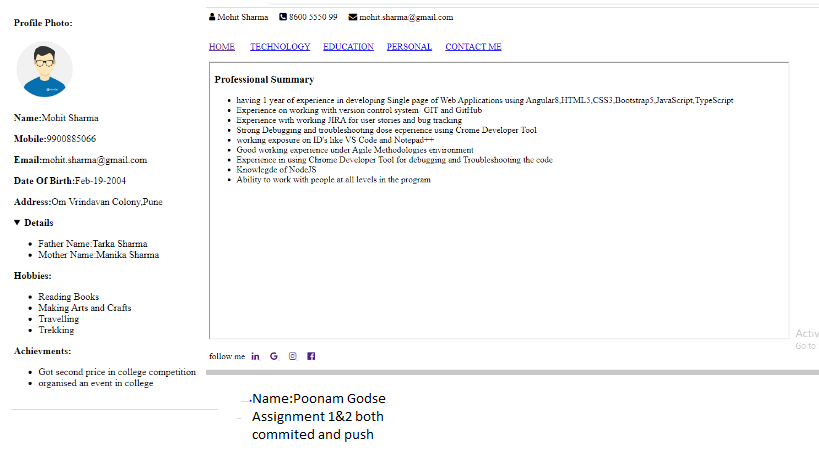 Profile Photo:
Name:Mohit Sharma
Mobile:9900885066
Email:mohit.sharma@gmail.com
Date Of Birth:Feb-19-2004
Address:Om Vrindavan Colony,Pune
▼ Details
• Father Name:Tarka Sharma
• Mother Name:Manika Sharma
Hobbies:
• Reading Books
• Making Arts and Crafts
• Travelling
• Trekking
Achievments:
• Got second price in college competition
• organised an event in college
Mohit Sharma 8600 5550 99 mohit.sharma@gmail.com
HOME TECHNOLOGY EDUCATION PERSONAL CONTACT ME
Professional Summary
• having 1 year of experience in developing Single page of Web Applications using Angular8,HTML5,CSS3,Bootstrap5,JavaScript,TypeScript
• Experience on working with version control system- GIT and GitHub
• Experience with working JIRA for user stories and bug tracking
• Strong Debugging and troubleshooting dose ecperience using Crome Developer Tool
• working exposure on ID's like VS Code and Notepad++
• Good working experience under Agile Methodologies environment
• Experience in using Chrome Developer Tool for debugging and Troubleshooting the code
• Knowlegde of NodeJS
• Ability to work with people at all levels in the program
Activ
Go to
follow me in G
Name:Poonam Godse
Assignment 1&2 both
commited and push